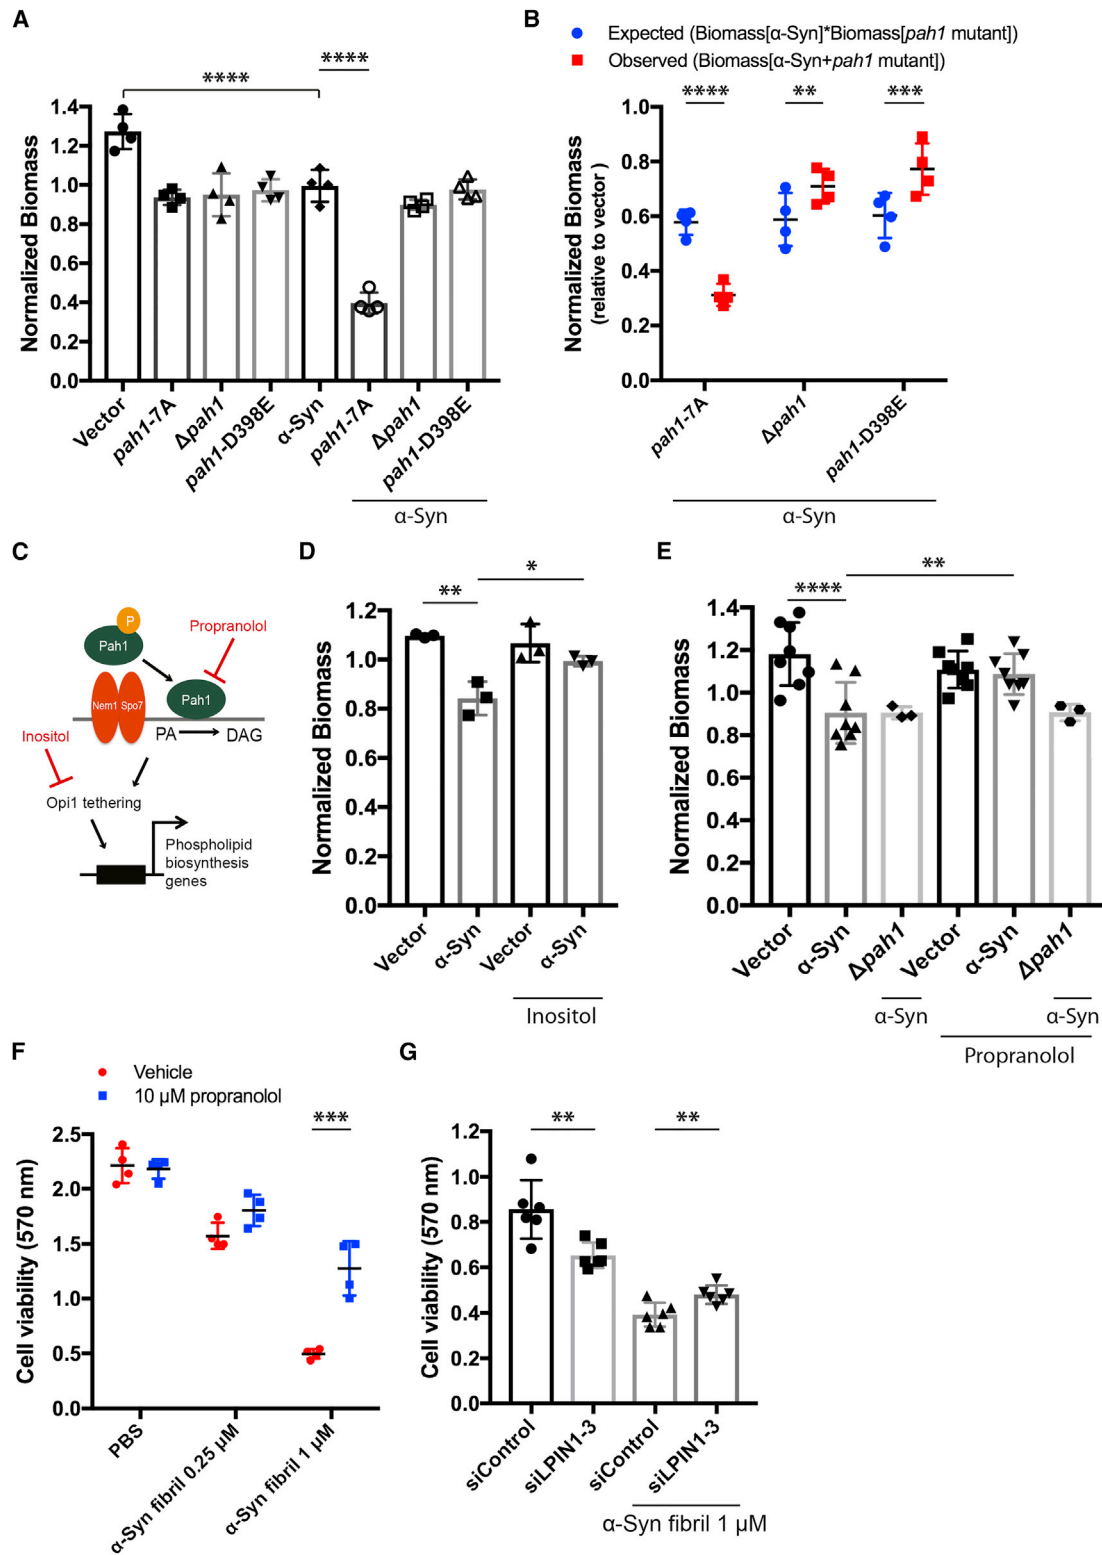 A
****
****
Normalized Biomass
1.4
1.2
1.0
0.8
0.6
0.4
0.2
0.0
Vector
pah1-7A
Δpah1
pah1-D398E
α-Syn
pah1-7A
Δpah1
pah1-D398E
α-Syn
B
Expected (Biomass[α-Syn]*Biomass[pah1 mutant])
Observed (Biomass[α-Syn+pah1 mutant])
****
**
***
Normalized Biomass
(relative to vector )
1.0
0.8
0.6
0.4
0.2
0.0
pah1-7A
Δpah1
pah1-D398E
α-Syn
C
P
Pah1
Propranolol
Nem1
Spo7
Pah1
PA
DAG
Inositol
Opi1 tethering
Phospholipid
biosynthesis
genes
D
*
**
Normalized Biomass
1.2
1.0
0.8
0.6
0.4
0.2
0.0
Vector
α-Syn
Vector
α-Syn
Inositol
E
**
****
Normalized Biomass
1.4
1.2
1.0
0.8
0.6
0.4
0.2
0.0
Vector
α-Syn
Δpah1
Vector
α-Syn
Δpah1
α-Syn
α-Syn
Propranolol
F
Vehicle
10 µM propranolol
***
Cell viability (570 nm)
2.5
2.0
1.5
1.0
0.5
0.0
PBS
α-Syn fibril 0.25 µM
α-Syn fibril 1 µM
G
**
**
Cell viability (570 nm)
1.2
1.0
0.8
0.6
0.4
0.2
0.0
siControl
siLPIN1-3
siControl
siLPIN1-3
α-Syn fibril 1 µM